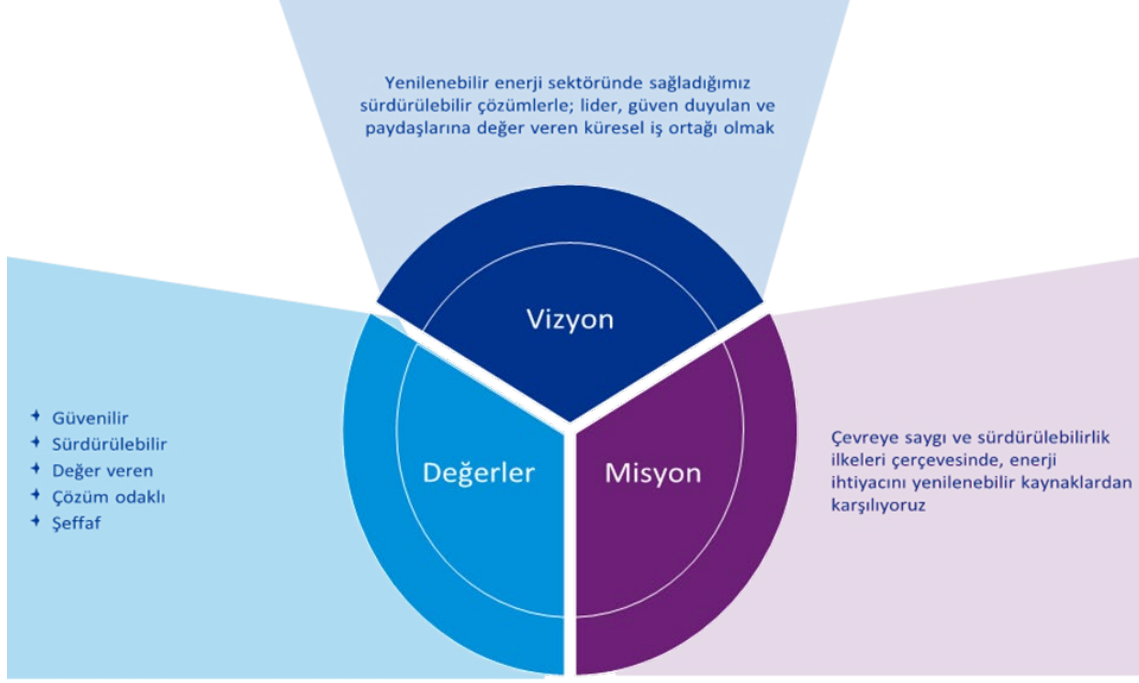 Yenilenebilir enerji sektöründe sağladığımız
sürdürülebilir çözümlerle; lider, güven duyulan ve
paydaşlarına değer veren küresel iş ortağı olmak
Vizyon
Güvenilir
Sürdürülebilir
Değer veren
Çözüm odaklı
Şeffaf
Değerler
Misyon
Çevreye saygı ve sürdürülebilirlik
ilkeleri çerçevesinde, enerji
ihtiyacını yenilenebilir kaynaklardan
karşılıyoruz